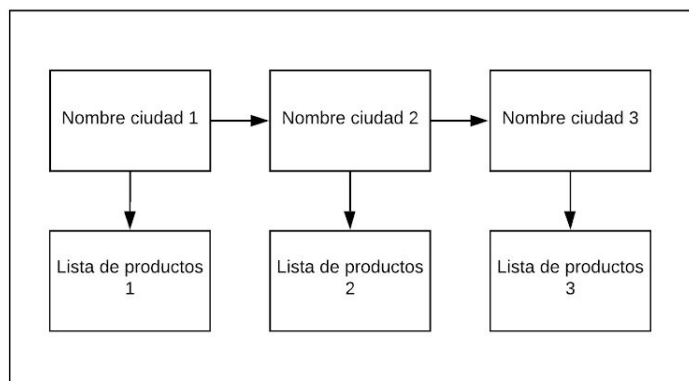 Nombre ciudad 1
Nombre ciudad 2
Nombre ciudad 3
Lista de productos
1
Lista de productos
2
Lista de productos
3